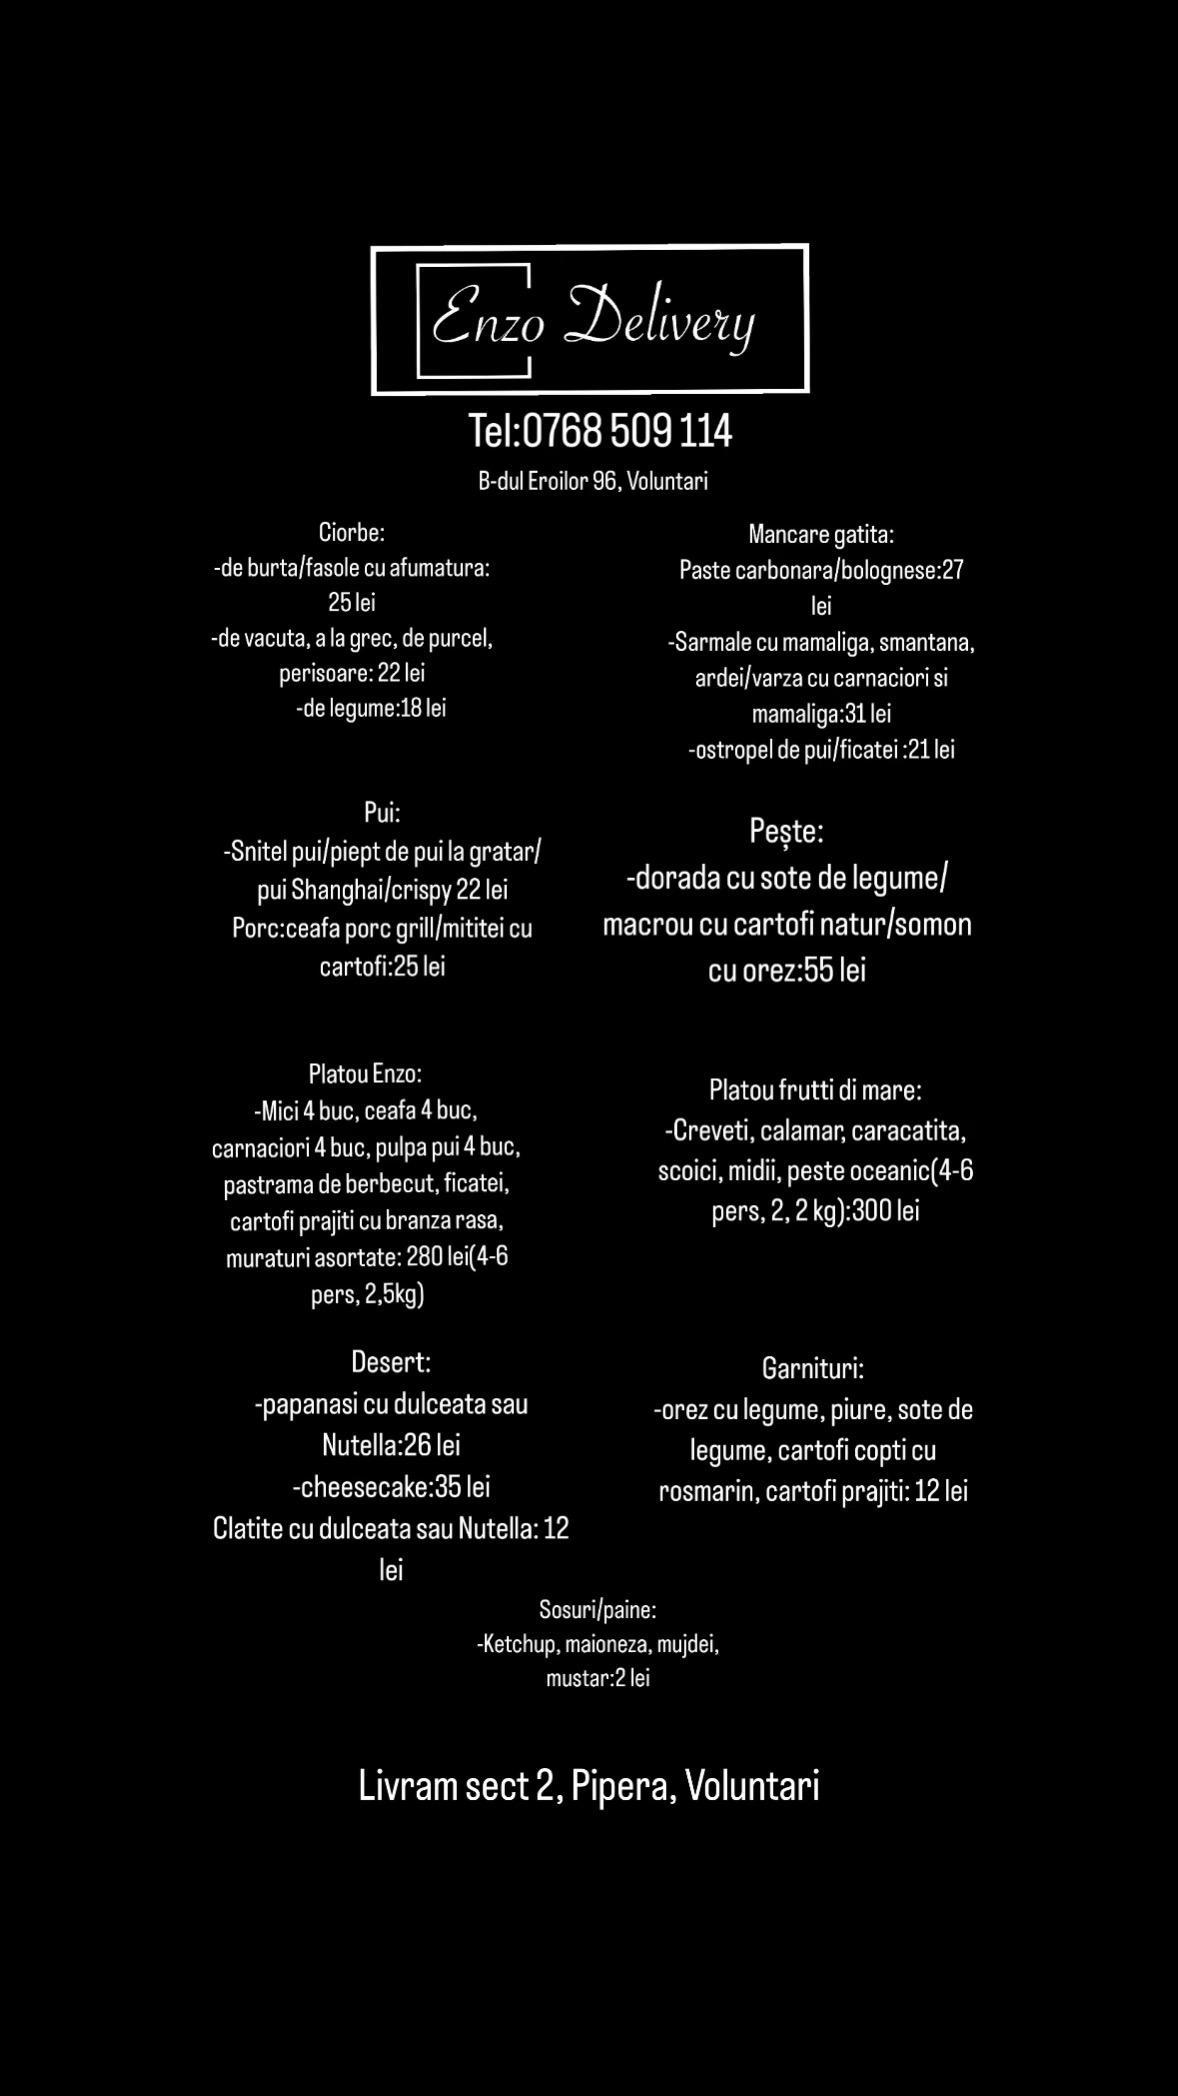 Enzo Delivery
Tel:0768 509 114
B-dul Eroilor 96, Voluntari
Ciorbe:
-de burta/fasole cu afumatura:
25 lei
-de vacuta, a la grec, de purcel,
perisoare: 22 lei
-de legume:18 lei
Mancare gatita:
Paste carbonara/bolognese:27
lei
-Sarmale cu mamaliga, smantana,
ardei/varza cu carnaciori si
mamaliga:31 lei
-ostropel de pui/ficatei :21 lei
Pui:
-Snitel pui/piept de pui la gratar/
pui Shanghai/crispy 22 lei
Porc:ceafa porc grill/mititei cu
cartofi:25 lei
Pește:
-dorada cu sote de legume/
macrou cu cartofi natur/somon
cu orez:55 lei
Platou Enzo:
-Mici 4 buc, ceafa 4 buc,
carnaciori 4 buc, pulpa pui 4 buc,
pastrama de berbecut, ficatei,
cartofi prajiti cu branza rasa,
muraturi asortate: 280 lei(4-6
pers, 2,5kg)
Platou frutti di mare:
-Creveti, calamar, caracatita,
scoici, midii, peste oceanic(4-6
pers, 2, 2 kg):300 lei
Desert:
-papanasi cu dulceata sau
Nutella:26 lei
-cheesecake:35 lei
Clatite cu dulceata sau Nutella: 12
lei
Garnituri:
-orez cu legume, piure, sote de
legume, cartofi copti cu
rosmarin, cartofi prajiti: 12 lei
Sosuri/paine:
-Ketchup, maioneza, mujdei,
mustar:2 lei
Livram sect 2, Pipera, Voluntari